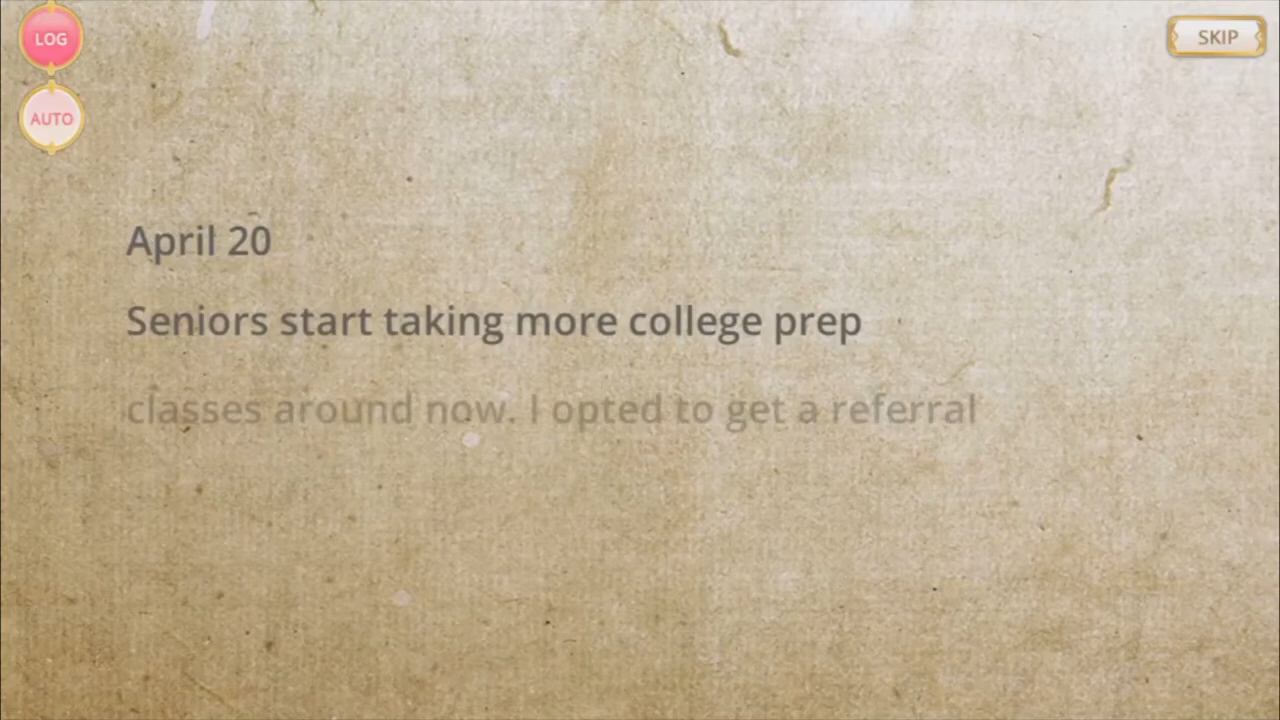 LOG
SKIP
AUTO
April 20
Seniors start taking more college prep
classes around now. I opted to get a referral